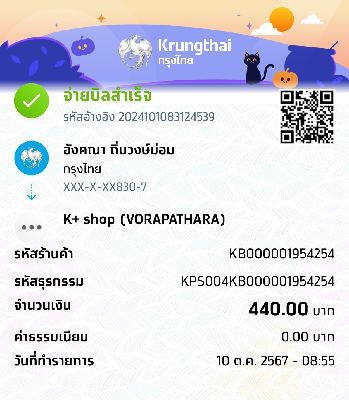 Krungthai
กรุงไทย
จ่ายบิลสำเร็จ
รหัสอ้างอิง 2024101083124539
อังคณา ถิ่นวงษ์ม่อม
กรุงไทย
XXX-X-XX830-7
K+ shop (VORAPATHARA)
รหัสร้านค้า KB000001954254
รหัสธุรกรรม KPS004KB000001954254
จำนวนเงิน 440.00 บาท
ค่าธรรมเนียม 0.00 บาท
วันที่ทำรายการ 10 ต.ค. 2567 - 08:55